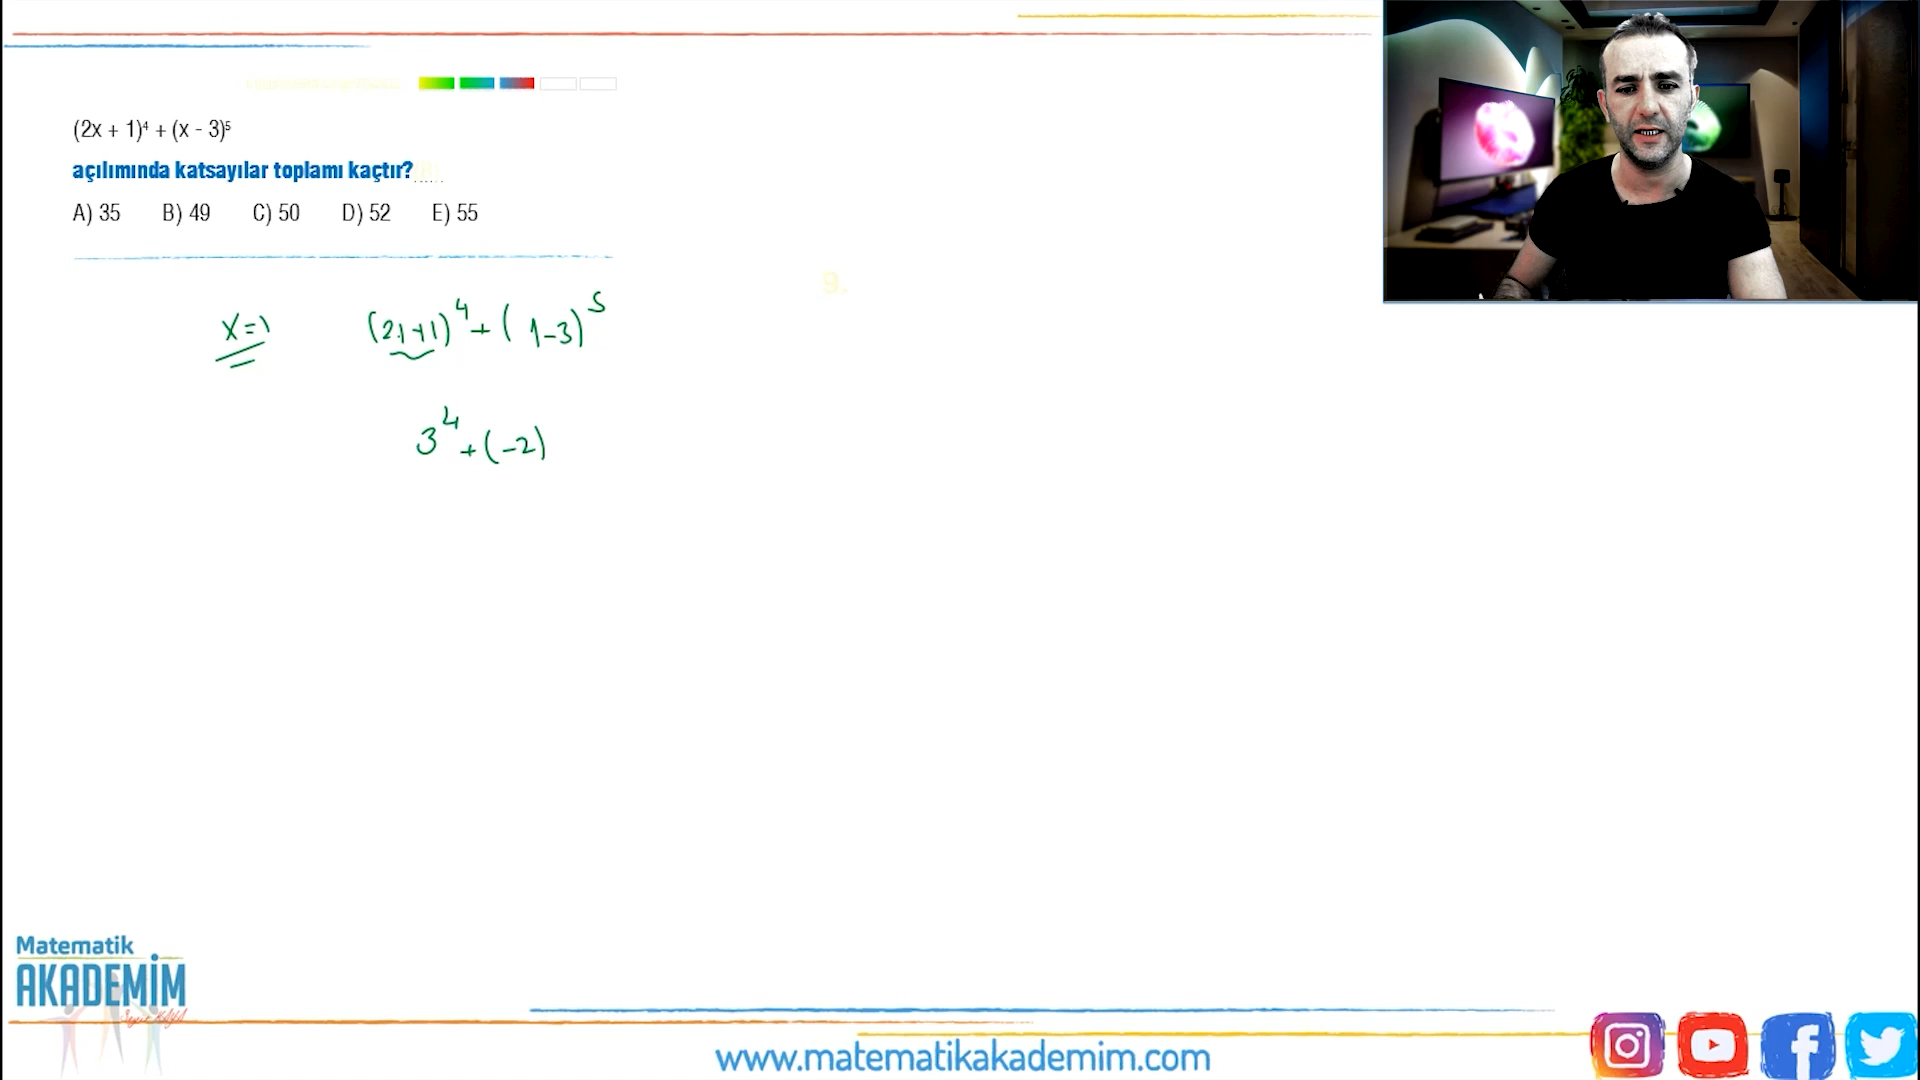 (2x + 1)⁴ + (x - 3)⁵
açılımında katsayılar toplamı kaçtır?
A) 35 B) 49 C) 50 D) 52 E) 55
9.
x=1 (2.1+1)⁴ + (1-3)⁵
3⁴ + (-2)
Matematik
AKADEMİM
www.matematikakademim.com